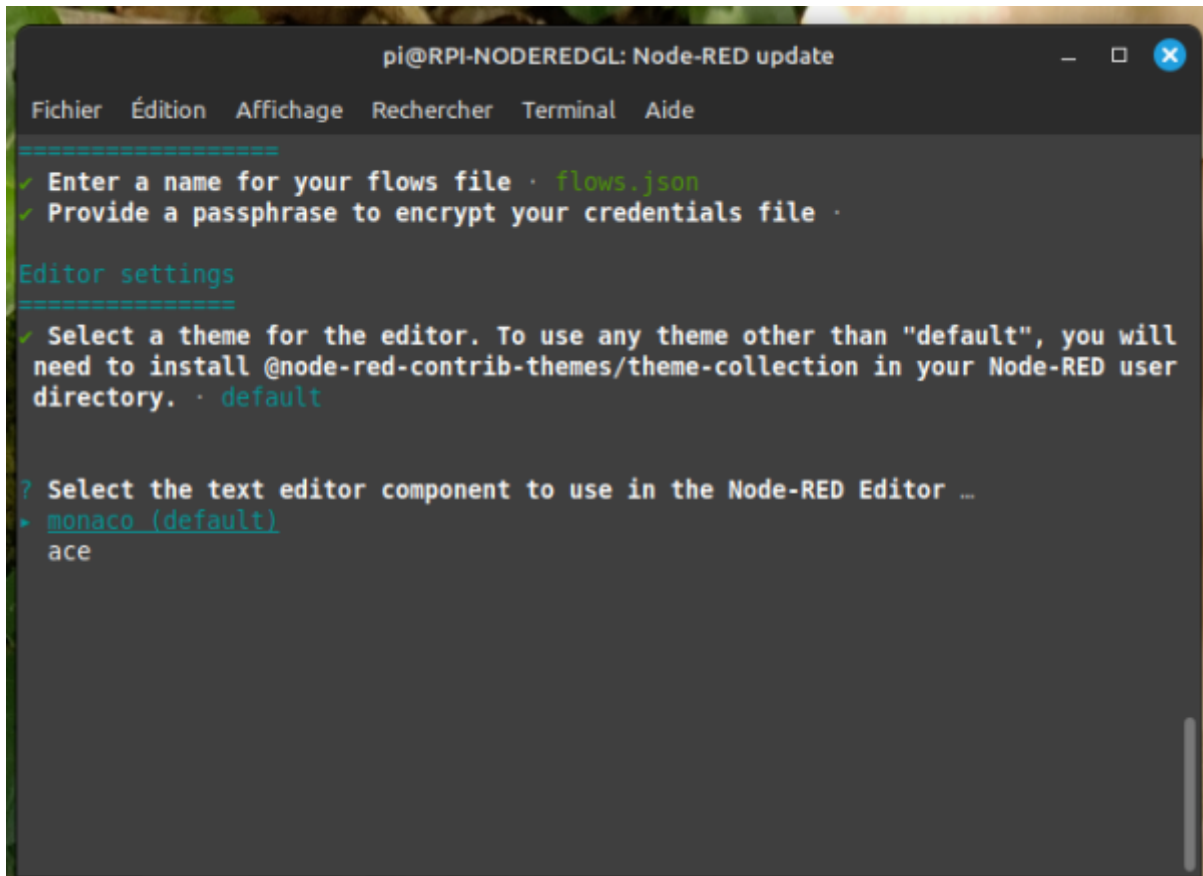 pi@RPI-NODEREDGL: Node-RED update
Fichier Édition Affichage Rechercher Terminal Aide
==================
✔ Enter a name for your flows file · flows.json
✔ Provide a passphrase to encrypt your credentials file ·
Editor settings
===============
✔ Select a theme for the editor. To use any theme other than "default", you will
need to install @node-red-contrib-themes/theme-collection in your Node-RED user
directory. · default
? Select the text editor component to use in the Node-RED Editor …
▸ monaco (default)
ace